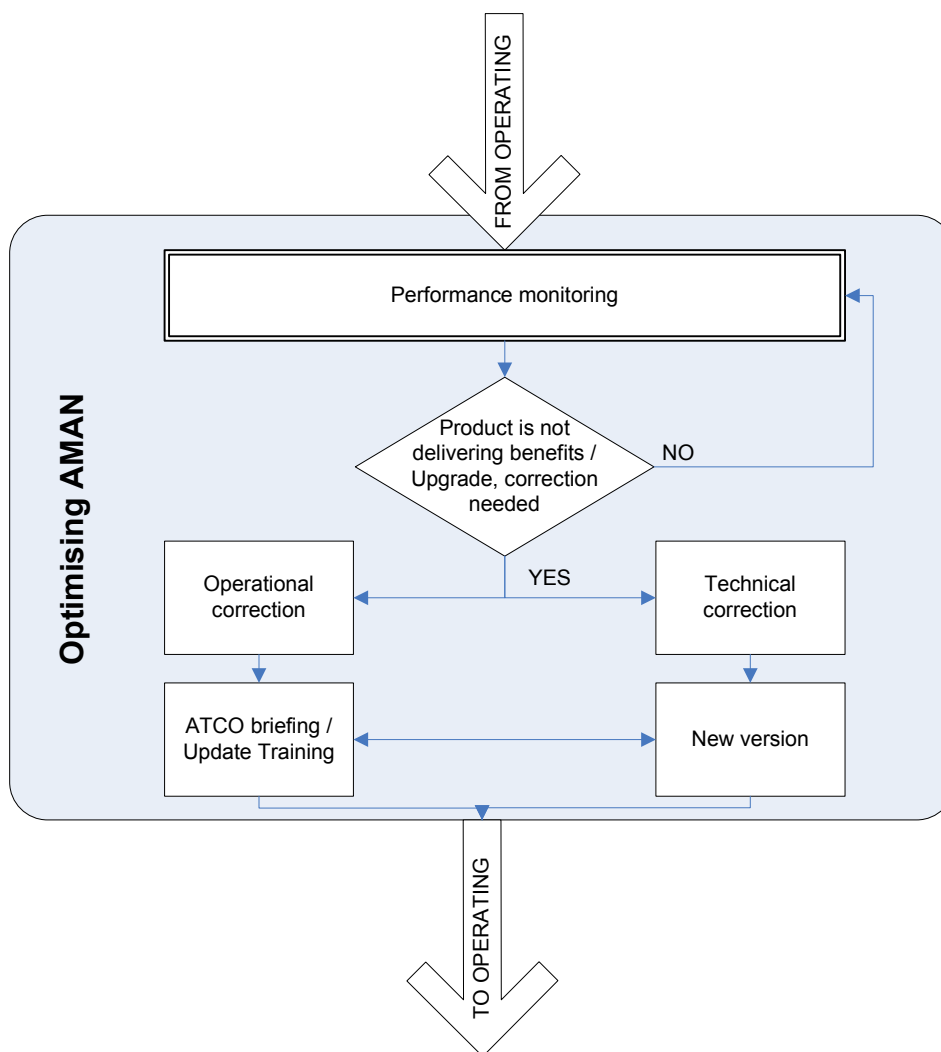 FROM OPERATING
Performance monitoring
Optimising AMAN
Product is not
delivering benefits /
Upgrade, correction
needed
NO
YES
Operational
correction
Technical
correction
ATCO briefing /
Update Training
New version
TO OPERATING